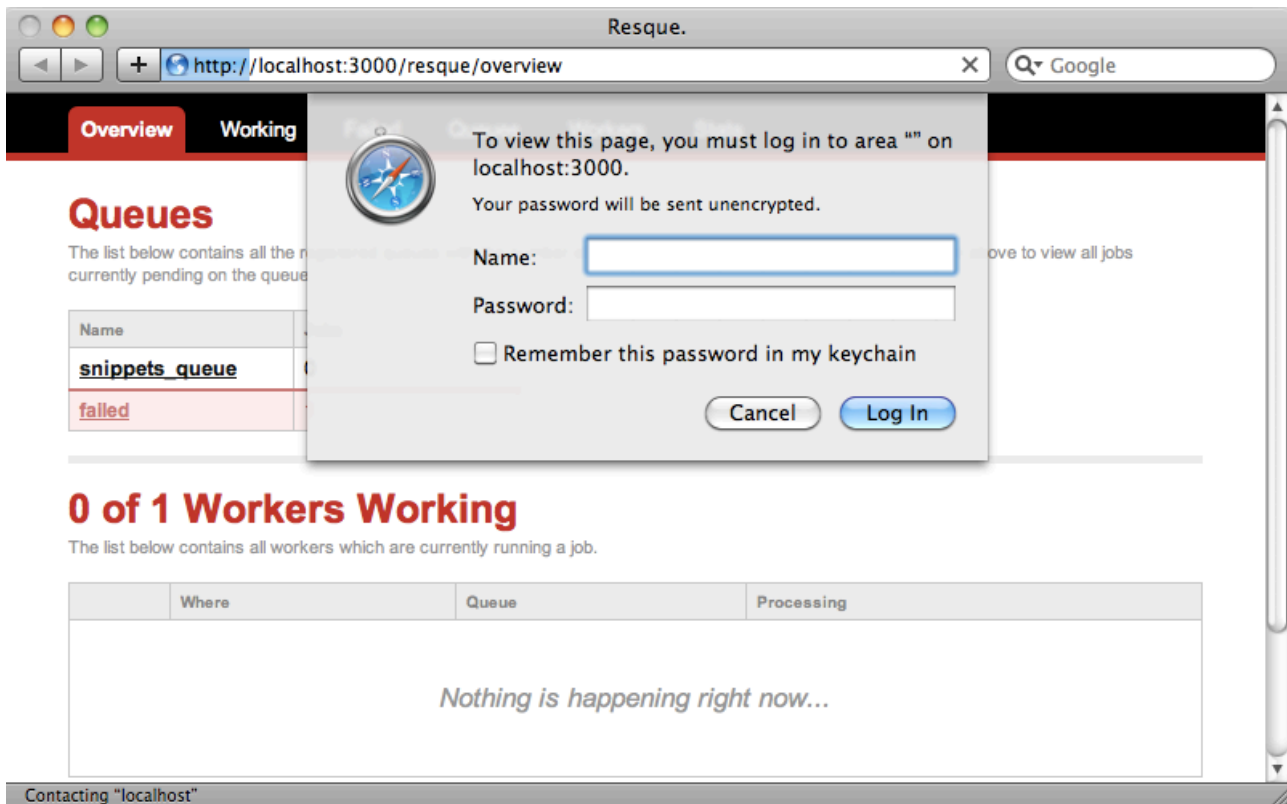 Resque.
http://localhost:3000/resque/overview
Google
Overview Working
To view this page, you must log in to area “” on
localhost:3000.
Your password will be sent unencrypted.
Name:
Password:
Remember this password in my keychain
Cancel Log In
Queues
The list below contains all the ove to view all jobs
currently pending on the queue
Name
snippets_queue
failed
0 of 1 Workers Working
The list below contains all workers which are currently running a job.
Where Queue Processing
Nothing is happening right now...
Contacting “localhost”